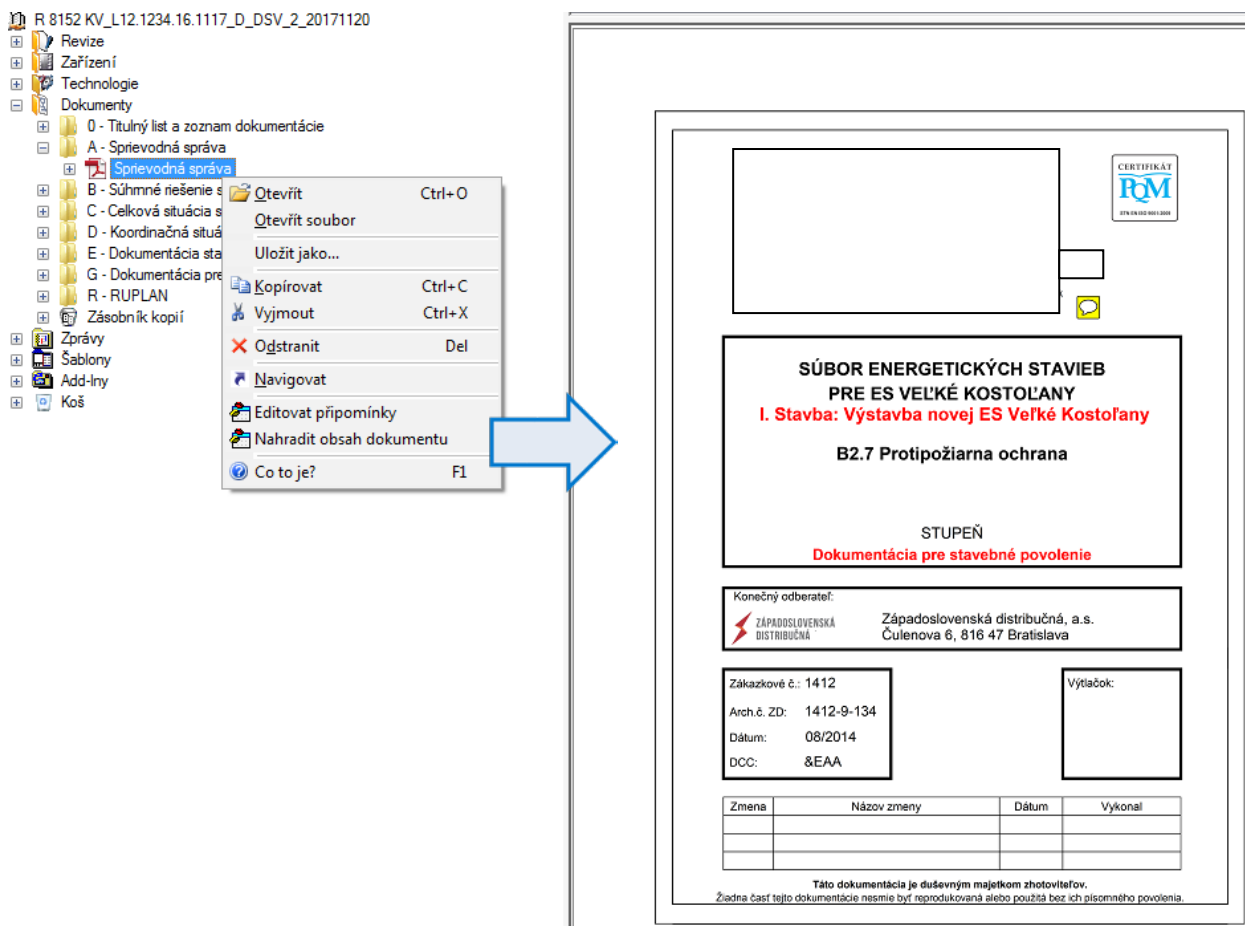 R 8152 KV_L12.1234.16.1117_D_DSV_2_20171120
Revize
Zařízení
Technologie
Dokumenty
0 - Titulný list a zoznam dokumentácie
A - Sprievodná správa
Sprievodná správa
B - Súhrnné riešenie s
C - Celková situácia s
D - Koordinačná situá
E - Dokumentácia sta
G - Dokumentácia pre
R - RUPLAN
Zásobník kopií
Zprávy
Šablony
Add-Iny
Koš
Otevřít Ctrl+O
Otevřít soubor
Uložit jako...
Kopírovat Ctrl+C
Vyjmout Ctrl+X
Odstranit Del
Navigovat
Editovat připomínky
Nahradit obsah dokumentu
Co to je? F1
CERTIFIKÁT
PQM
STN EN ISO 9001:2009
SÚBOR ENERGETICKÝCH STAVIEB
PRE ES VEĽKÉ KOSTOĽANY
I. Stavba: Výstavba novej ES Veľké Kostoľany
B2.7 Protipožiarna ochrana
STUPEŇ
Dokumentácia pre stavebné povolenie
Konečný odberateľ:
ZÁPADOSLOVENSKÁ
DISTRIBUČNÁ
Západoslovenská distribučná, a.s.
Čulenova 6, 816 47 Bratislava
Zákazkové č.: 1412
Arch.č. ZD: 1412-9-134
Dátum: 08/2014
DCC: &EAA
Výtlačok:
Zmena Názov zmeny Dátum Vykonal
Táto dokumentácia je duševným majetkom zhotoviteľov.
Žiadna časť tejto dokumentácie nesmie byť reprodukovaná alebo použitá bez ich písomného povolenia.